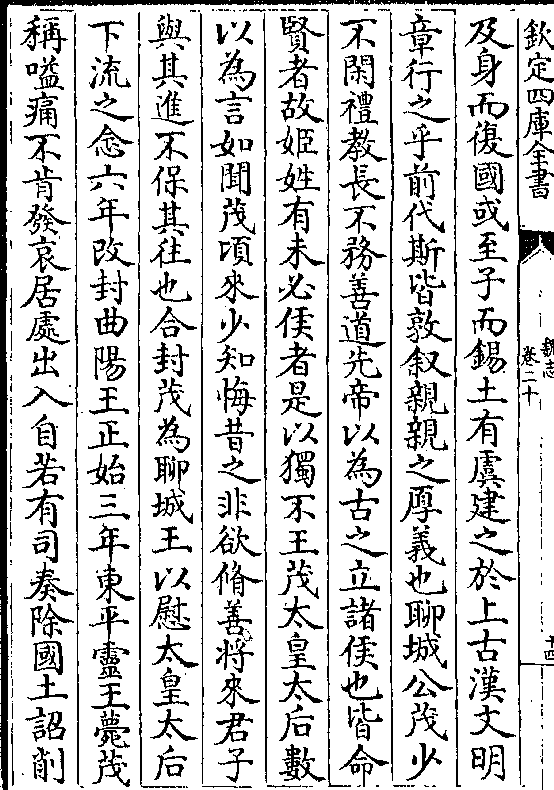 欽定四庫全書
魏志
卷二十
十四
及身而復國或至子而錫土有虞建之於上古漢文明
章行之乎前代斯皆敦叙親親之厚義也聊城公茂少
不閑禮教長不務善道先帝以為古之立諸侯也皆命
賢者故姬姓有未必侯者是以獨不王茂太皇太后數
以為言如聞茂頃來少知悔昔之非欲脩善將來君子
與其進不保其往也合封茂為聊城王以慰太皇太后
下流之念六年改封曲陽王正始三年東平靈王薨茂
稱嗌痛不肯發哀居處出入自若有司奏除國土詔削